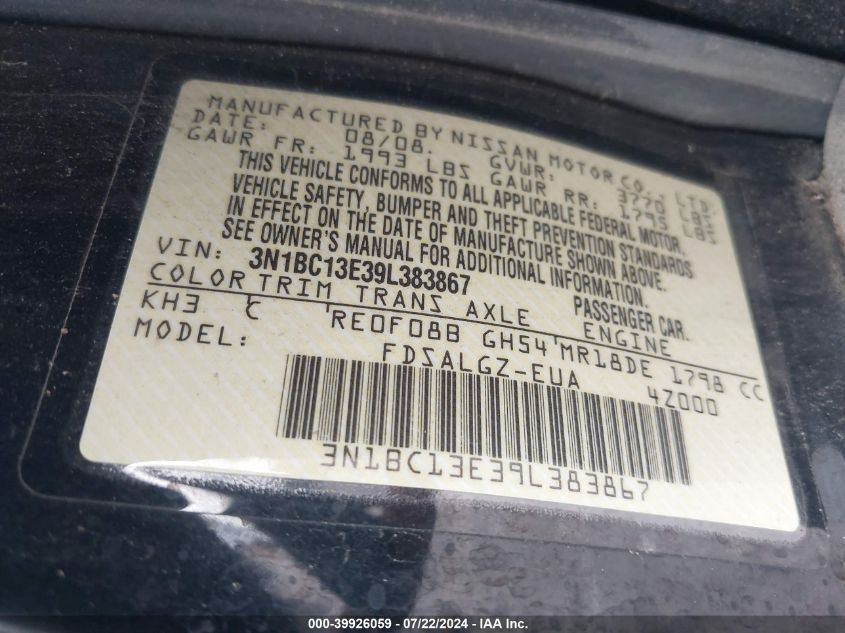 MANUFACTURED BY NISSAN MOTOR CO., LTD.
DATE: 08/08. GVWR: 3770 LBS
GAWR FR: 1993 LBS GAWR RR: 1795 LBS
THIS VEHICLE CONFORMS TO ALL APPLICABLE FEDERAL MOTOR
VEHICLE SAFETY, BUMPER AND THEFT PREVENTION STANDARDS
IN EFFECT ON THE DATE OF MANUFACTURE SHOWN ABOVE.
SEE OWNER'S MANUAL FOR ADDITIONAL INFORMATION.
VIN: 3N1BC13E39L383867 PASSENGER CAR.
COLOR TRIM TRANS AXLE ENGINE
KH3 C RE0F08B GH54 MR18DE 1798 CC
MODEL: FDSALGZ-EUA 4Z000
3N1BC13E39L383867
000-39926059 - 07/22/2024 - IAA Inc.